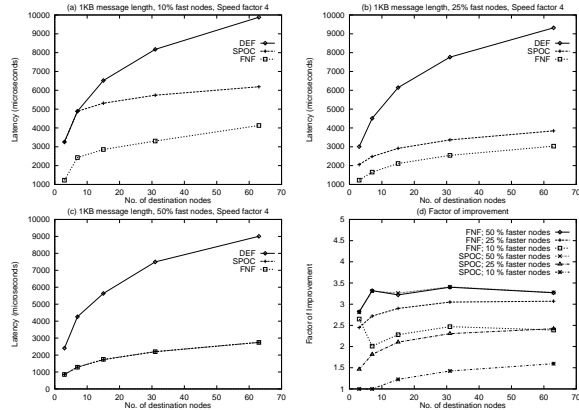 (a) 1KB message length, 10% fast nodes, Speed factor 4
10000
9000
8000
7000
6000
5000
4000
3000
2000
1000
Latency (microseconds)
DEF
SPOC
FNF
0 10 20 30 40 50 60 70
No. of destination nodes
(b) 1KB message length, 25% fast nodes, Speed factor 4
10000
9000
8000
7000
6000
5000
4000
3000
2000
1000
Latency (microseconds)
DEF
SPOC
FNF
0 10 20 30 40 50 60 70
No. of destination nodes
(c) 1KB message length, 50% fast nodes, Speed factor 4
10000
9000
8000
7000
6000
5000
4000
3000
2000
1000
0
Latency (microseconds)
DEF
SPOC
FNF
0 10 20 30 40 50 60 70
No. of destination nodes
(d) Factor of improvement
5
4.5
4
3.5
3
2.5
2
1.5
1
Factor of Improvement
FNF; 50 % faster nodes
FNF; 25 % faster nodes
FNF; 10 % faster nodes
SPOC; 50 % faster nodes
SPOC; 25 % faster nodes
SPOC; 10 % faster nodes
0 10 20 30 40 50 60 70
No. of destination nodes